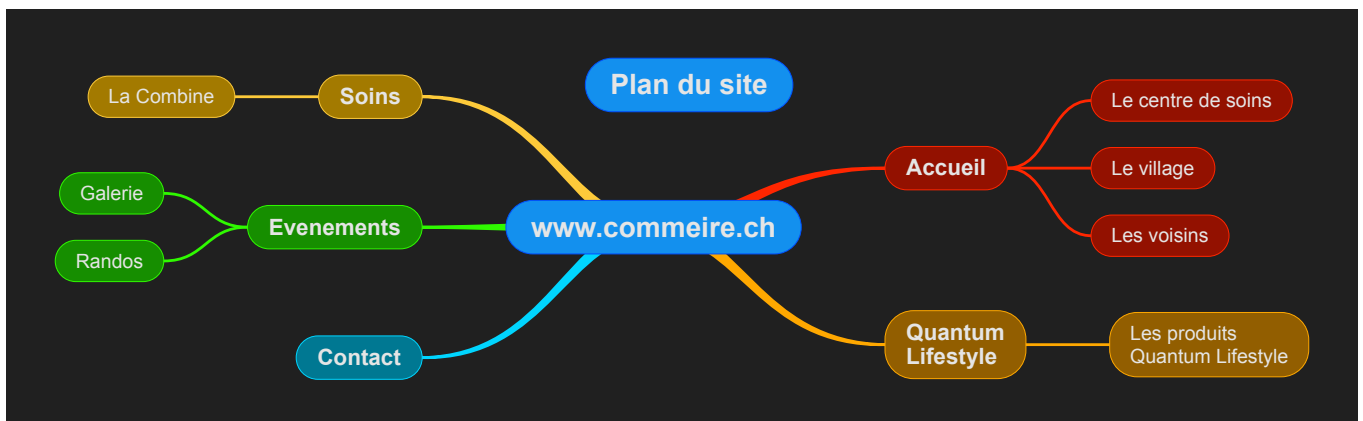 Plan du site
La Combine
Soins
Le centre de soins
Accueil
Le village
Galerie
Evenements
www.commeire.ch
Les voisins
Randos
Contact
Quantum
Lifestyle
Les produits
Quantum Lifestyle